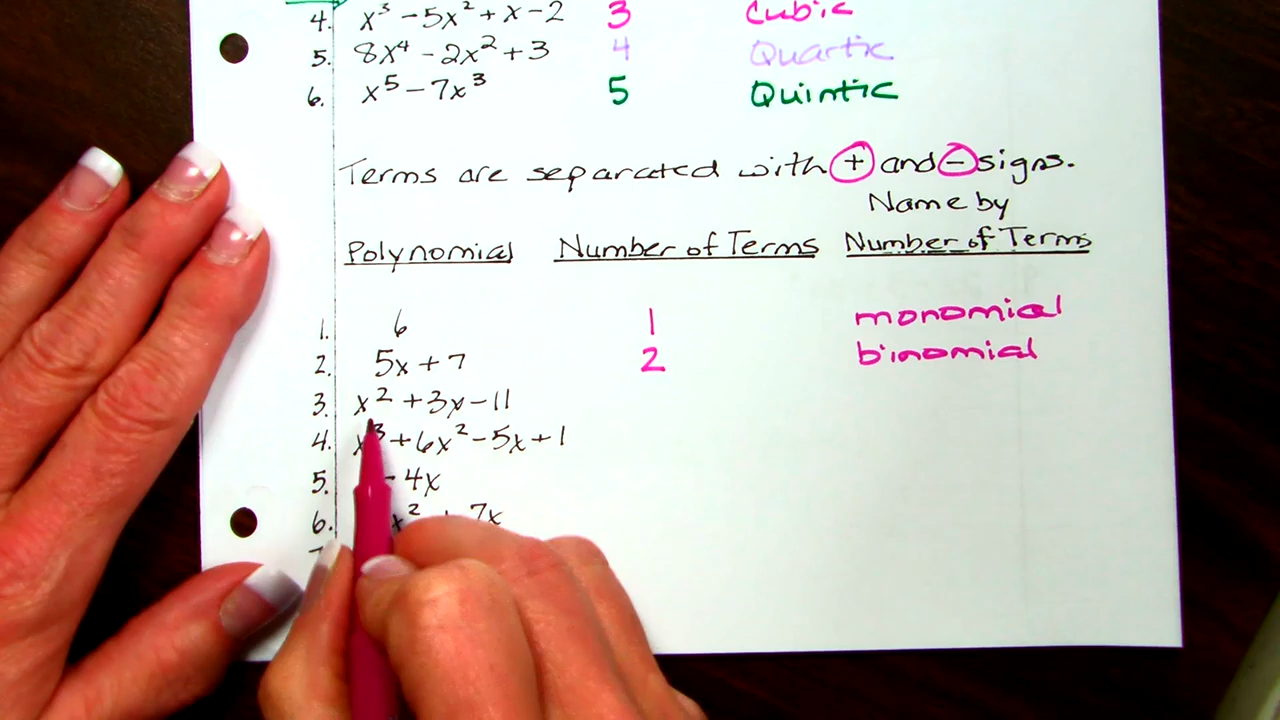 4. x³ - 5x² + x - 2 3 Cubic
5. 8x⁴ - 2x² + 3 4 Quartic
6. x⁵ - 7x³ 5 Quintic
Terms are separated with + and - signs.
Name by
Polynomial Number of Terms Number of Terms
1. 6 1 monomial
2. 5x + 7 2 binomial
3. x² + 3x - 11
4. x³ + 6x² - 5x + 1
5. - 4x
6. x² + 7x